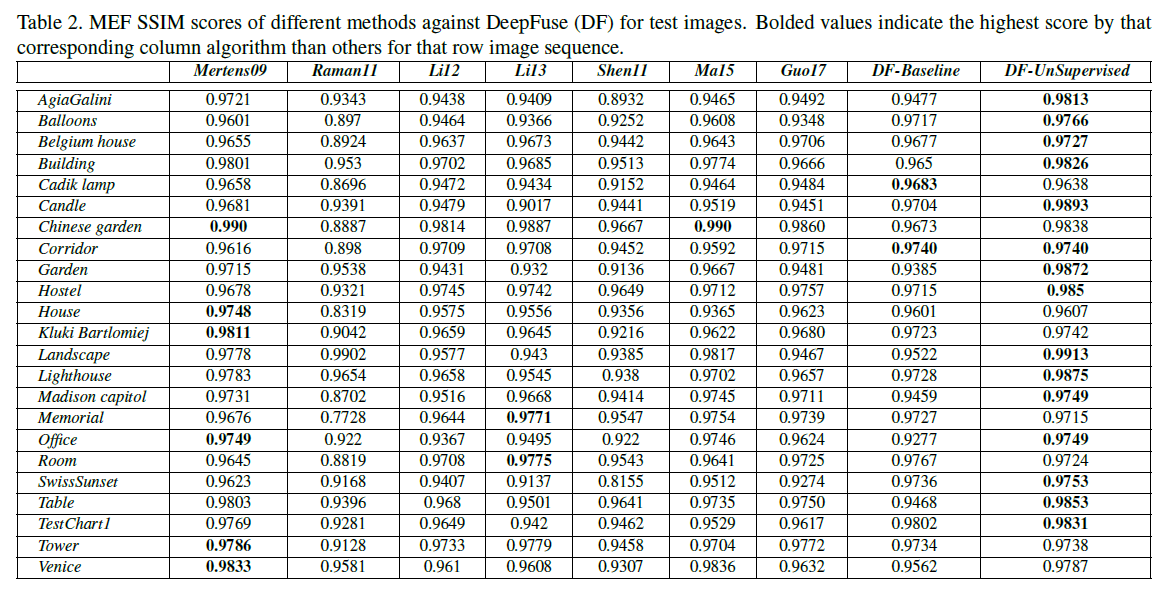 Table 2. MEF SSIM scores of different methods against DeepFuse (DF) for test images. Bolded values indicate the highest score by that
corresponding column algorithm than others for that row image sequence.
Mertens09 Raman11 Li12 Li13 Shen11 Ma15 Guo17 DF-Baseline DF-UnSupervised
AgiaGalini 0.9721 0.9343 0.9438 0.9409 0.8932 0.9465 0.9492 0.9477 0.9813
Balloons 0.9601 0.897 0.9464 0.9366 0.9252 0.9608 0.9348 0.9717 0.9766
Belgium house 0.9655 0.8924 0.9637 0.9673 0.9442 0.9643 0.9706 0.9677 0.9727
Building 0.9801 0.953 0.9702 0.9685 0.9513 0.9774 0.9666 0.965 0.9826
Cadik lamp 0.9658 0.8696 0.9472 0.9434 0.9152 0.9464 0.9484 0.9683 0.9638
Candle 0.9681 0.9391 0.9479 0.9017 0.9441 0.9519 0.9451 0.9704 0.9893
Chinese garden 0.990 0.8887 0.9814 0.9887 0.9667 0.990 0.9860 0.9673 0.9838
Corridor 0.9616 0.898 0.9709 0.9708 0.9452 0.9592 0.9715 0.9740 0.9740
Garden 0.9715 0.9538 0.9431 0.932 0.9136 0.9667 0.9481 0.9385 0.9872
Hostel 0.9678 0.9321 0.9745 0.9742 0.9649 0.9712 0.9757 0.9715 0.985
House 0.9748 0.8319 0.9575 0.9556 0.9356 0.9365 0.9623 0.9601 0.9607
Kluki Bartlomiej 0.9811 0.9042 0.9659 0.9645 0.9216 0.9622 0.9680 0.9723 0.9742
Landscape 0.9778 0.9902 0.9577 0.943 0.9385 0.9817 0.9467 0.9522 0.9913
Lighthouse 0.9783 0.9654 0.9658 0.9545 0.938 0.9702 0.9657 0.9728 0.9875
Madison capitol 0.9731 0.8702 0.9516 0.9668 0.9414 0.9745 0.9711 0.9459 0.9749
Memorial 0.9676 0.7728 0.9644 0.9771 0.9547 0.9754 0.9739 0.9727 0.9715
Office 0.9749 0.922 0.9367 0.9495 0.922 0.9746 0.9624 0.9277 0.9749
Room 0.9645 0.8819 0.9708 0.9775 0.9543 0.9641 0.9725 0.9767 0.9724
SwissSunset 0.9623 0.9168 0.9407 0.9137 0.8155 0.9512 0.9274 0.9736 0.9753
Table 0.9803 0.9396 0.968 0.9501 0.9641 0.9735 0.9750 0.9468 0.9853
TestChart1 0.9769 0.9281 0.9649 0.942 0.9462 0.9529 0.9617 0.9802 0.9831
Tower 0.9786 0.9128 0.9733 0.9779 0.9458 0.9704 0.9772 0.9734 0.9738
Venice 0.9833 0.9581 0.961 0.9608 0.9307 0.9836 0.9632 0.9562 0.9787